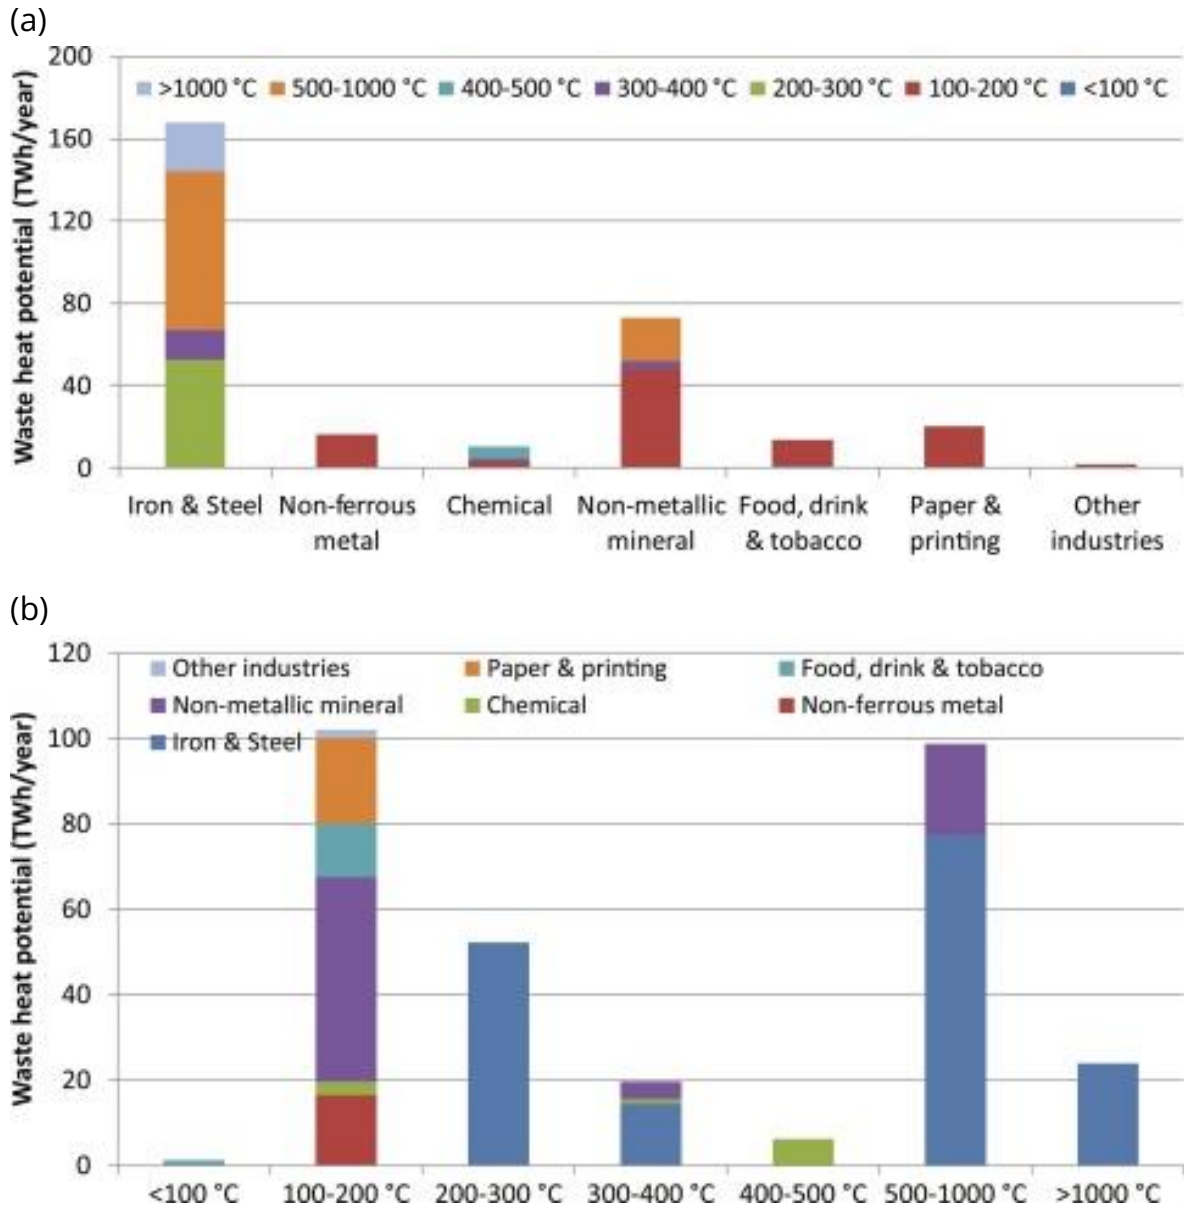 (a)
Waste heat potential (TWh/year)
200
160
120
80
40
0
>1000 °C 500-1000 °C 400-500 °C 300-400 °C 200-300 °C 100-200 °C <100 °C
Iron & Steel Non-ferrous metal Chemical Non-metallic mineral Food, drink & tobacco Paper & printing Other industries
(b)
Waste heat potential (TWh/year)
120
100
80
60
40
20
0
Other industries Paper & printing Food, drink & tobacco
Non-metallic mineral Chemical Non-ferrous metal
Iron & Steel
<100 °C 100-200 °C 200-300 °C 300-400 °C 400-500 °C 500-1000 °C >1000 °C